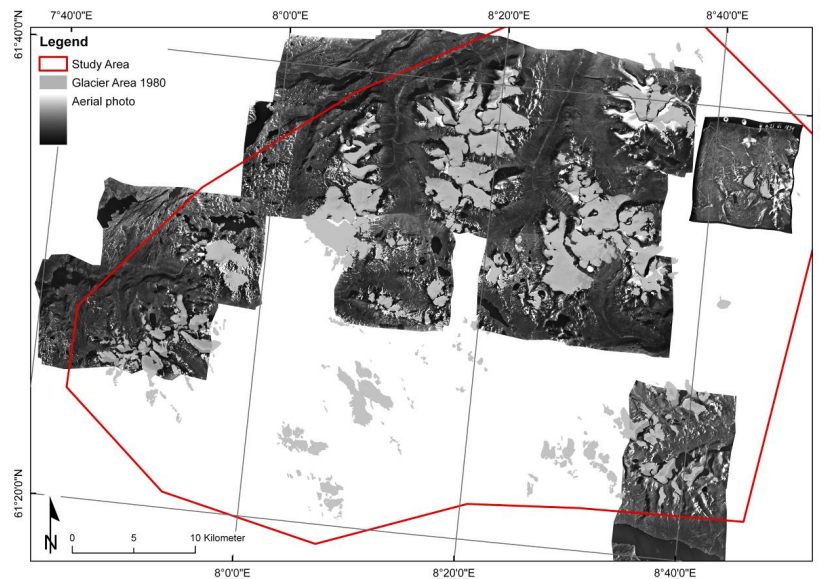 7°40'0"E 8°0'0"E 8°20'0"E 8°40'0"E
61°40'0"N
Legend
Study Area
Glacier Area 1980
Aerial photo
61°20'0"N
N
0 5 10 Kilometer
8°0'0"E 8°20'0"E 8°40'0"E